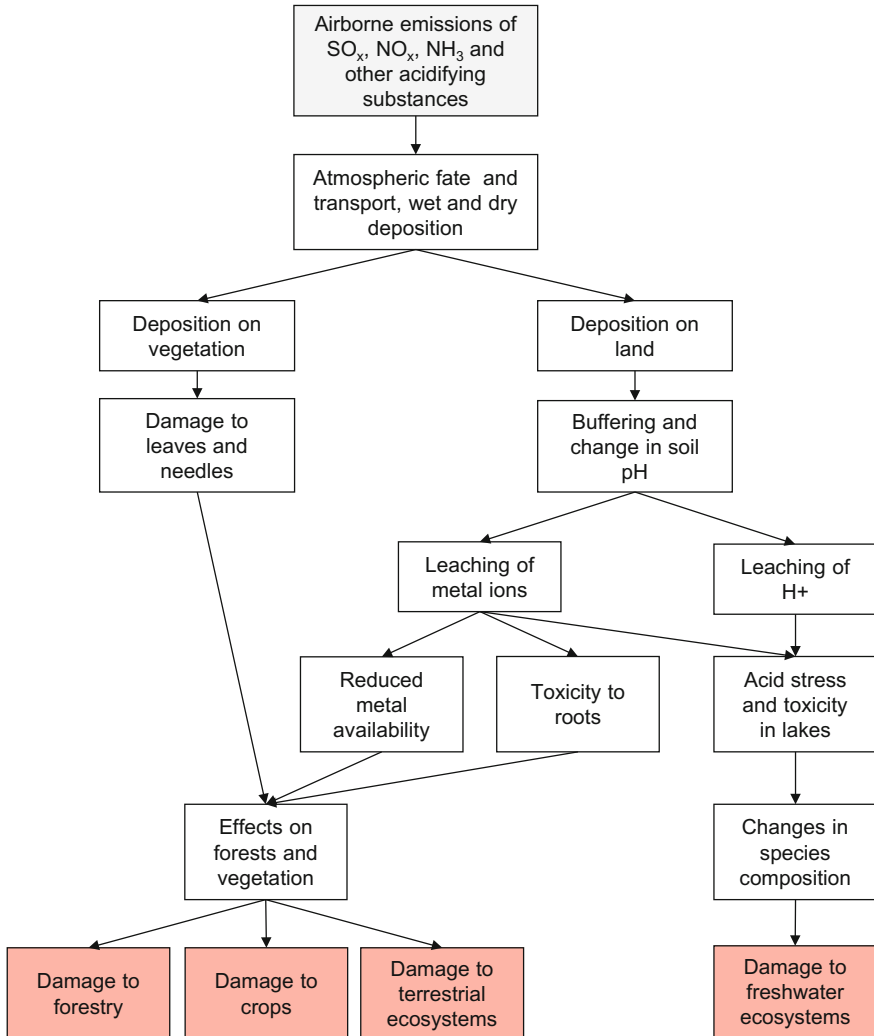 Airborne emissions of
SOₓ, NOₓ, NH₃ and
other acidifying
substances
Atmospheric fate and
transport, wet and dry
deposition
Deposition on
vegetation
Deposition on
land
Damage to
leaves and
needles
Buffering and
change in soil
pH
Leaching of
metal ions
Leaching of
H+
Reduced
metal
availability
Toxicity to
roots
Acid stress
and toxicity
in lakes
Effects on
forests and
vegetation
Changes in
species
composition
Damage to
forestry
Damage to
crops
Damage to
terrestrial
ecosystems
Damage to
freshwater
ecosystems